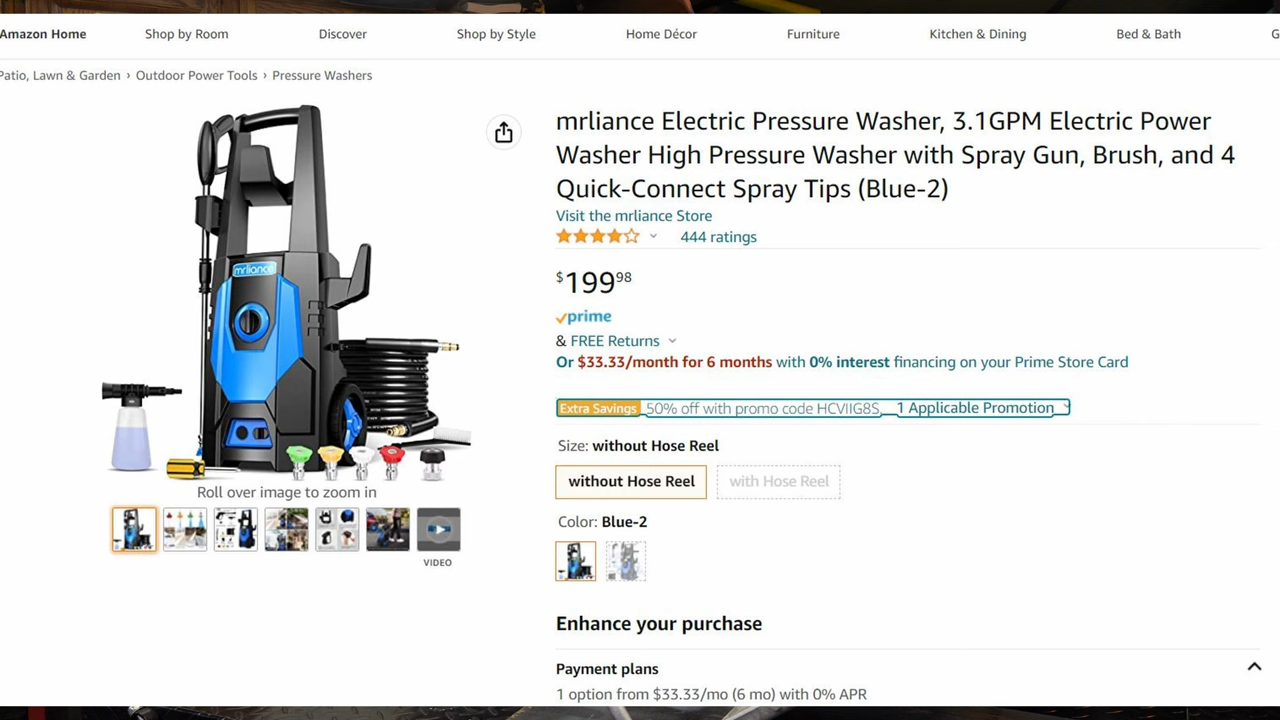 Amazon Home Shop by Room Discover Shop by Style Home Décor Furniture Kitchen & Dining Bed & Bath G
Patio, Lawn & Garden › Outdoor Power Tools › Pressure Washers
mrliance Electric Pressure Washer, 3.1GPM Electric Power
Washer High Pressure Washer with Spray Gun, Brush, and 4
Quick-Connect Spray Tips (Blue-2)
Visit the mrliance Store
444 ratings
$199.98
prime
& FREE Returns
Or $33.33/month for 6 months with 0% interest financing on your Prime Store Card
Extra Savings 50% off with promo code HCVIIG8S 1 Applicable Promotion
Size: without Hose Reel
without Hose Reel with Hose Reel
Color: Blue-2
Enhance your purchase
Payment plans
1 option from $33.33/mo (6 mo) with 0% APR
mrliance
Roll over image to zoom in
VIDEO